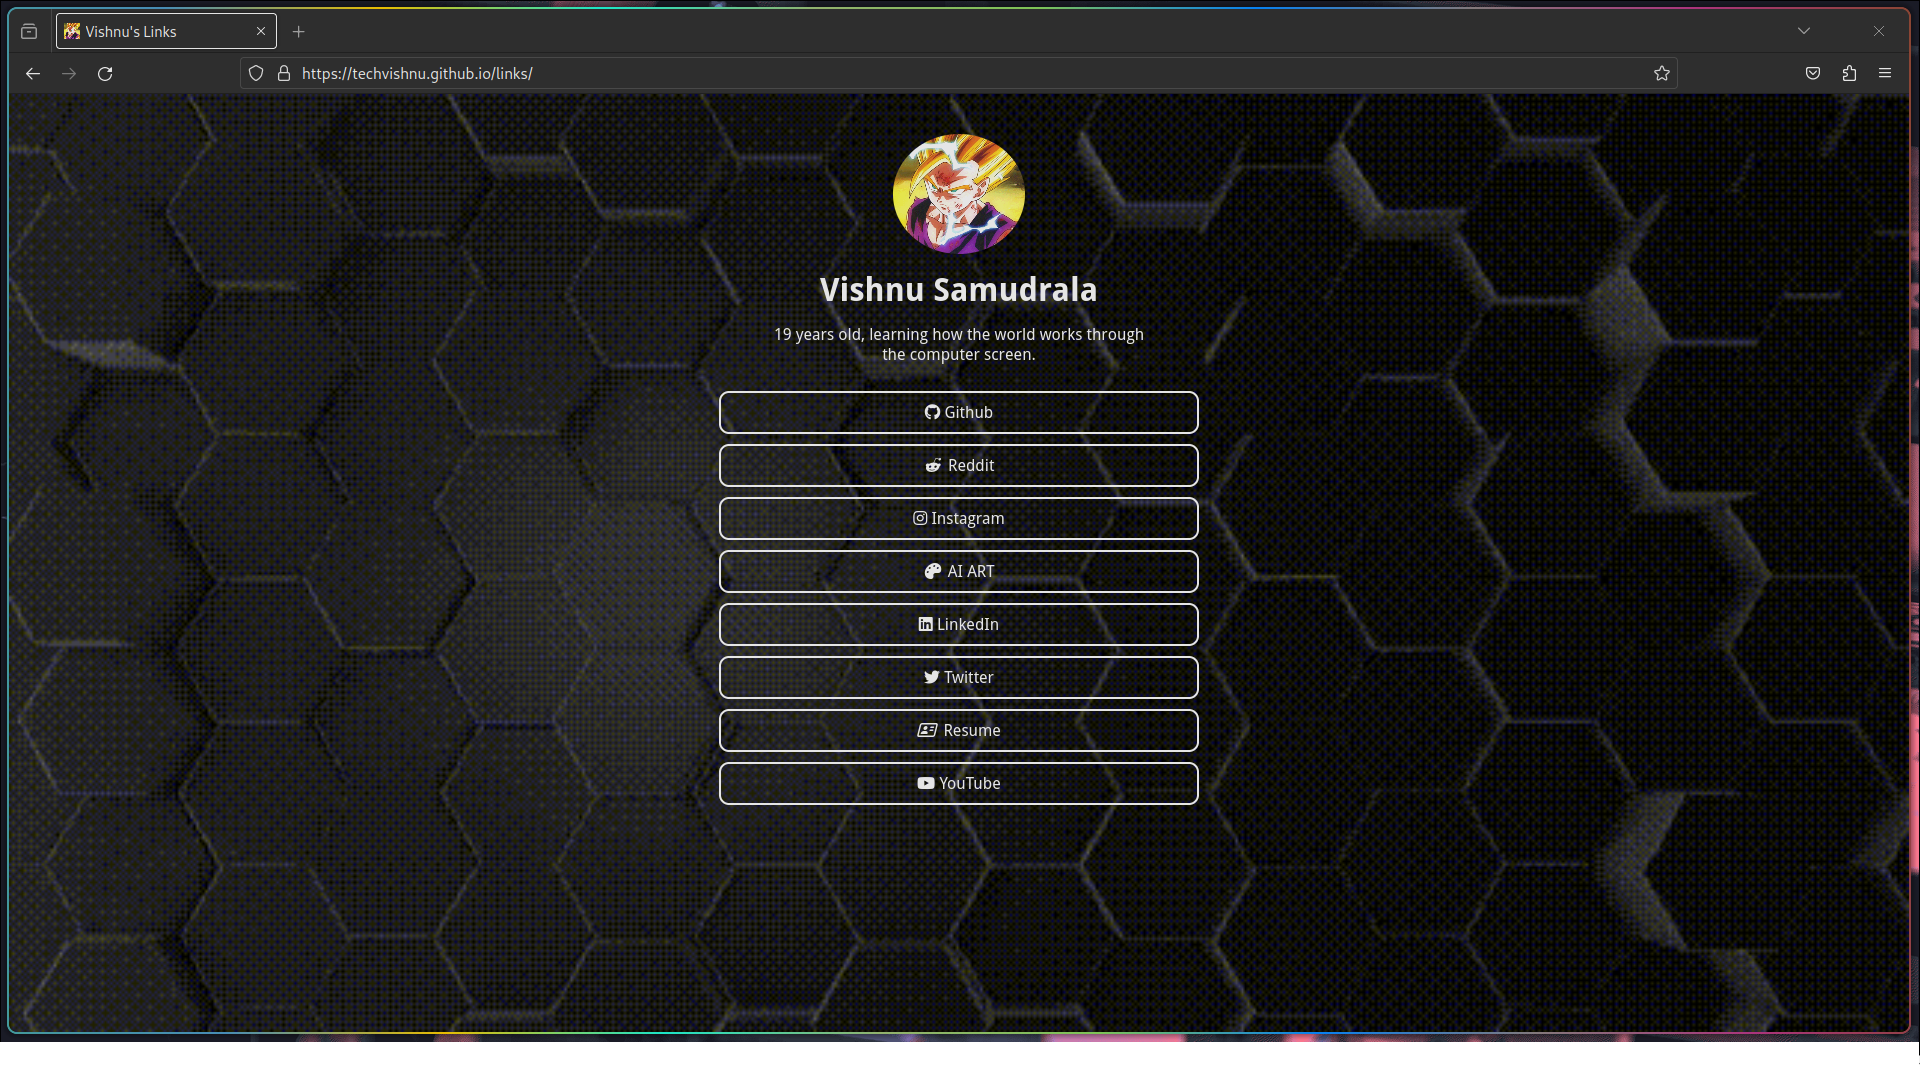 Vishnu's Links
https://techvishnu.github.io/links/
Vishnu Samudrala
19 years old, learning how the world works through
the computer screen.
Github
Reddit
Instagram
AI ART
LinkedIn
Twitter
Resume
YouTube